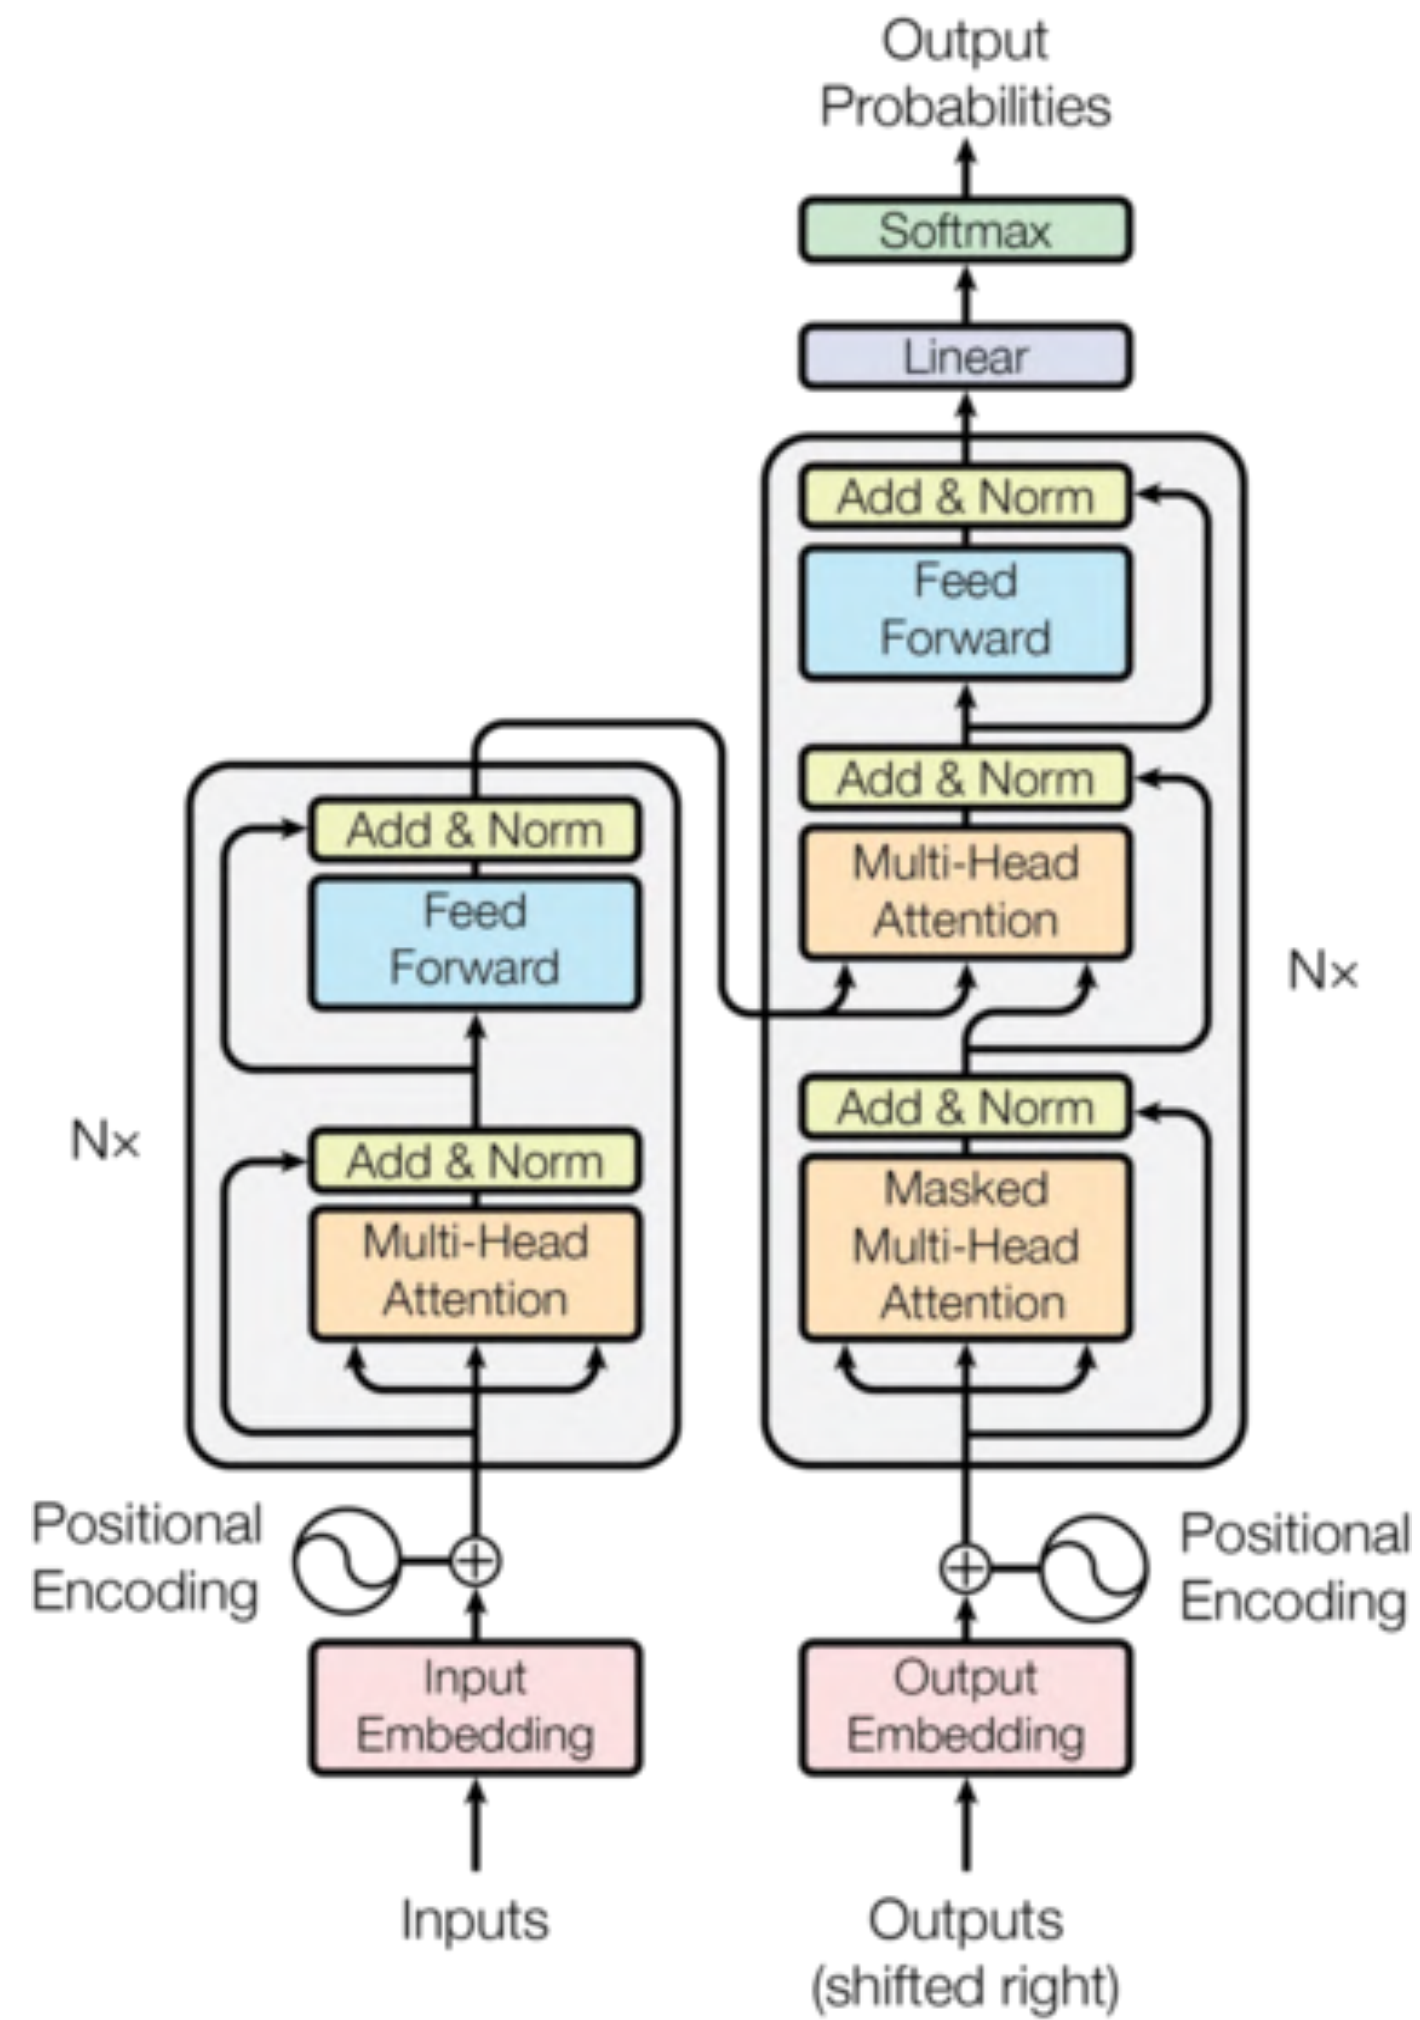 Output
Probabilities
Softmax
Linear
Add & Norm
Feed
Forward
Add & Norm
Multi-Head
Attention
Nx
Add & Norm
Masked
Multi-Head
Attention
Add & Norm
Feed
Forward
Nx
Add & Norm
Multi-Head
Attention
Positional
Encoding
Positional
Encoding
Input
Embedding
Output
Embedding
Inputs
Outputs
(shifted right)